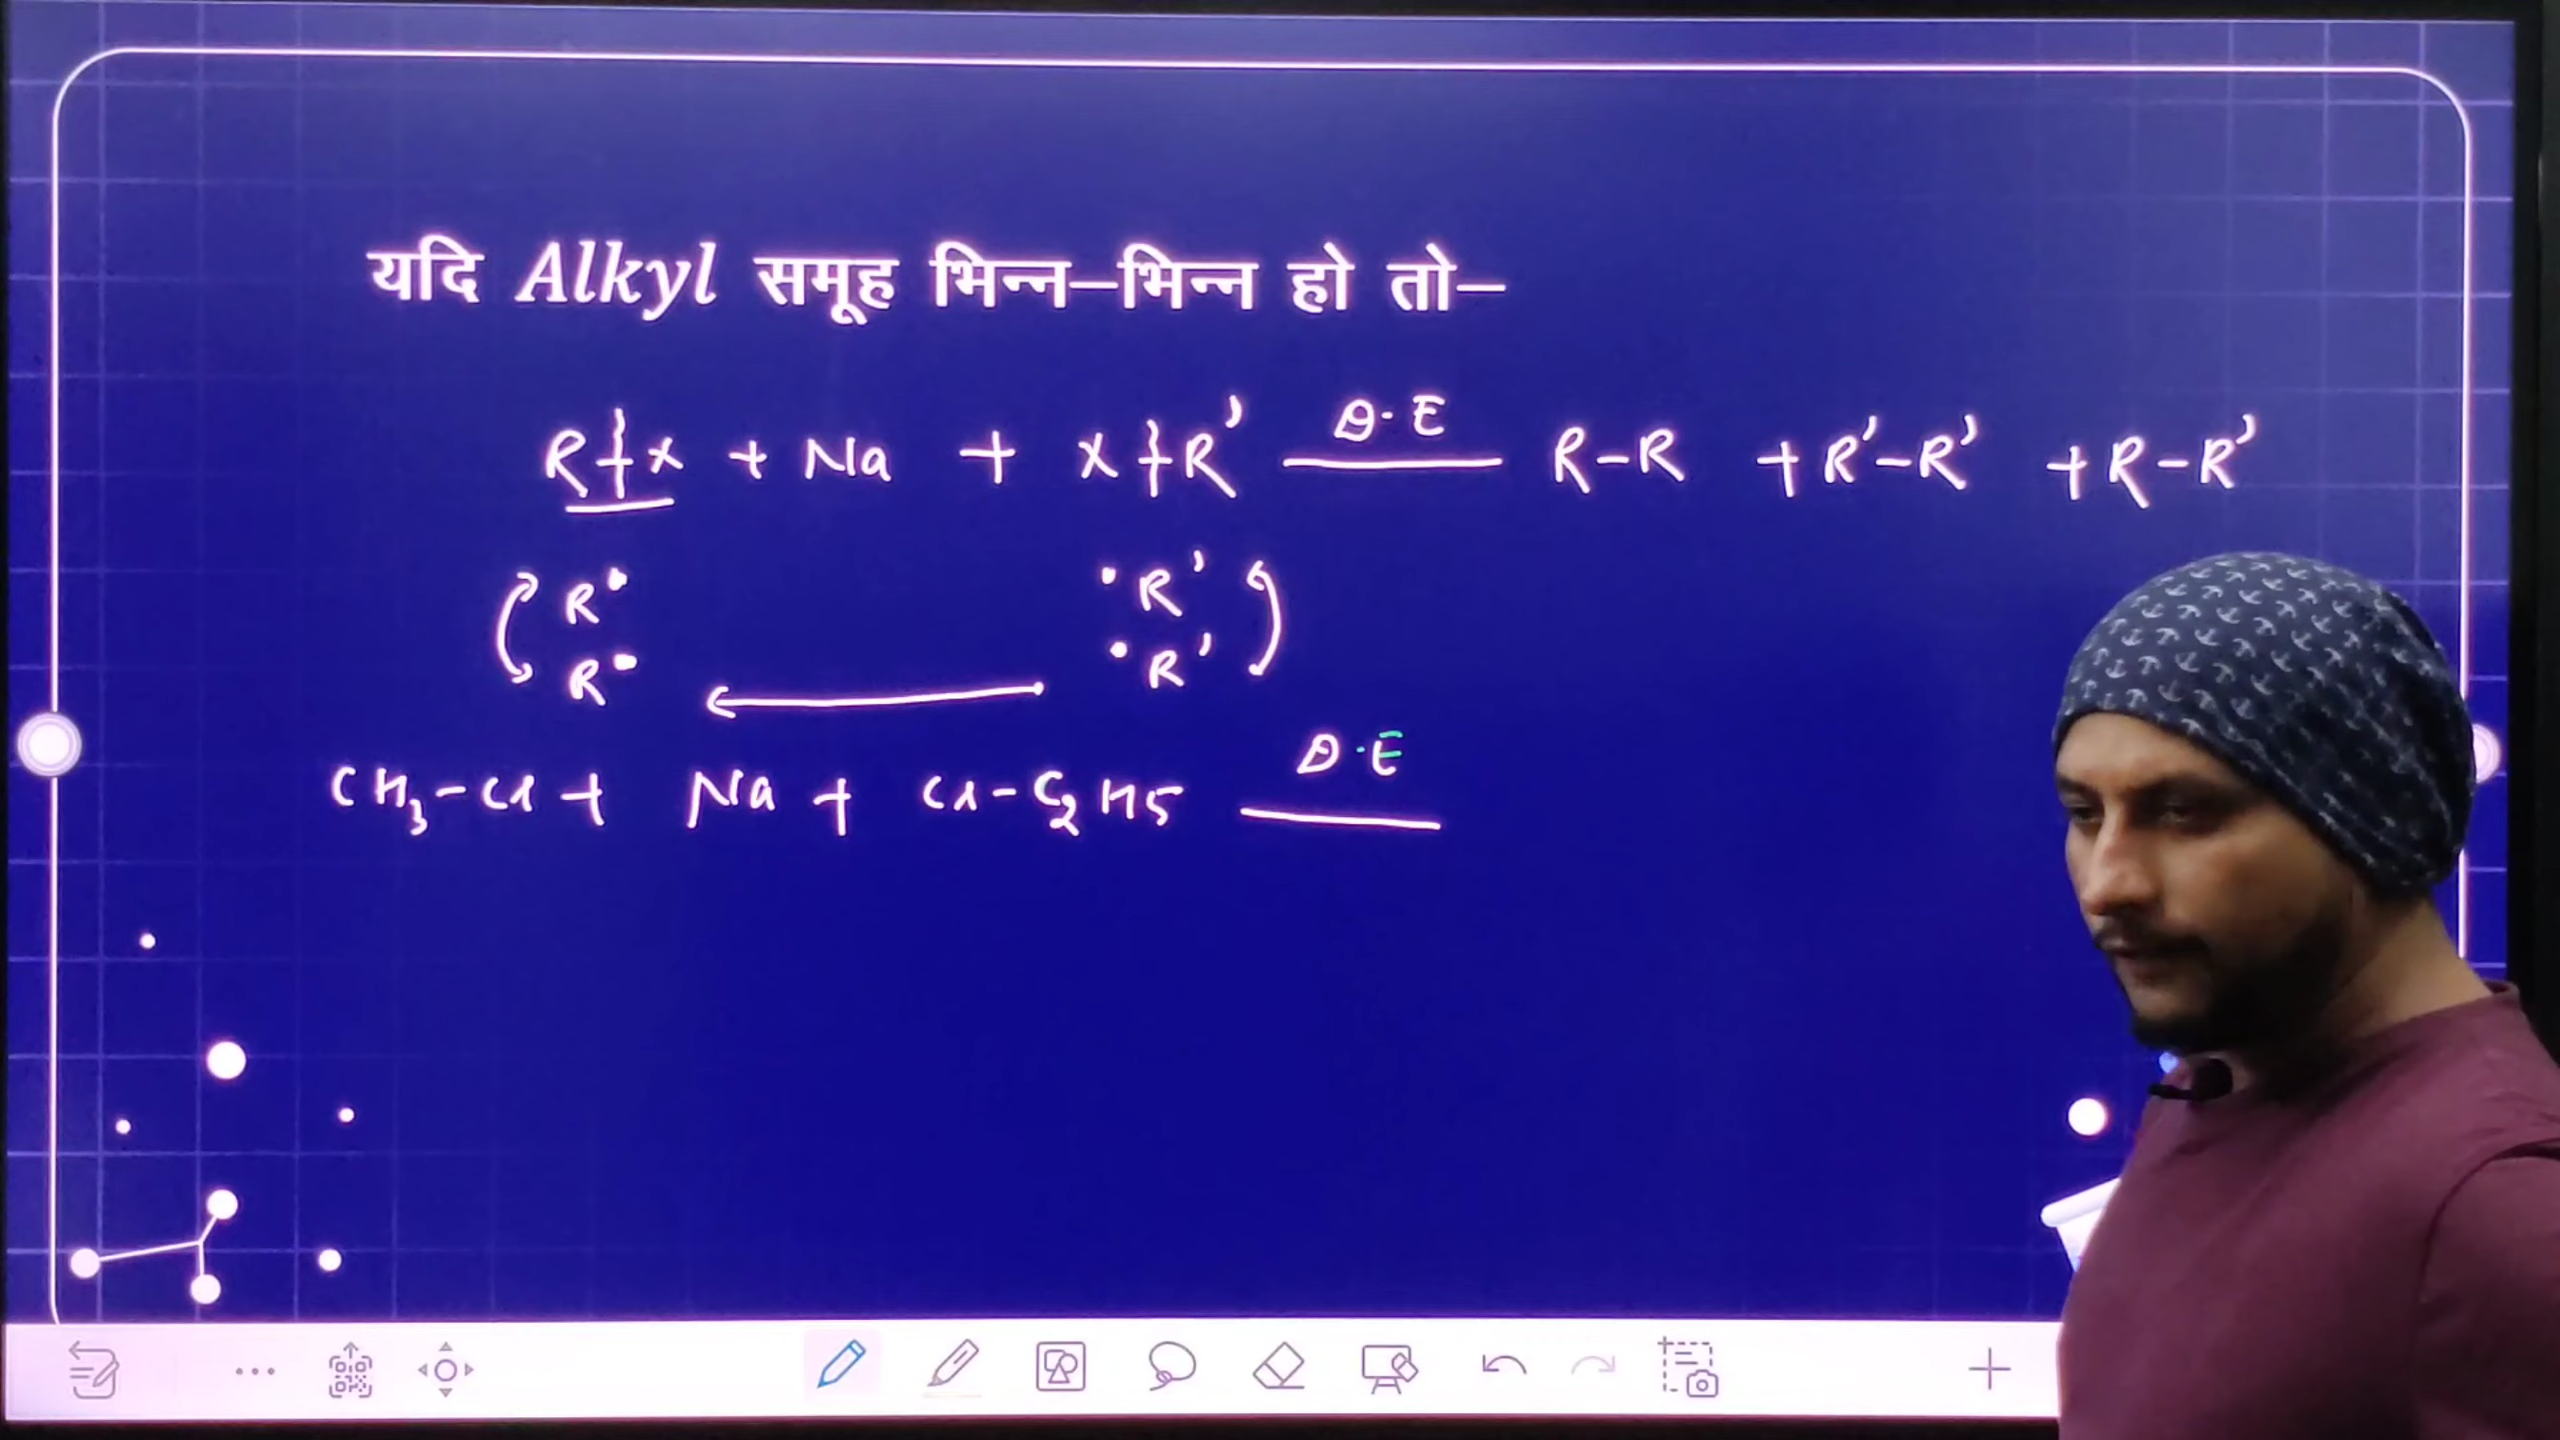 यदि Alkyl समूह भिन्न–भिन्न हो तो–
R-X + Na + X-R' D.E R-R + R'-R' + R-R'
R• •R'
R• •R'
CH3-Cl + Na + Cl-C2H5 D.E